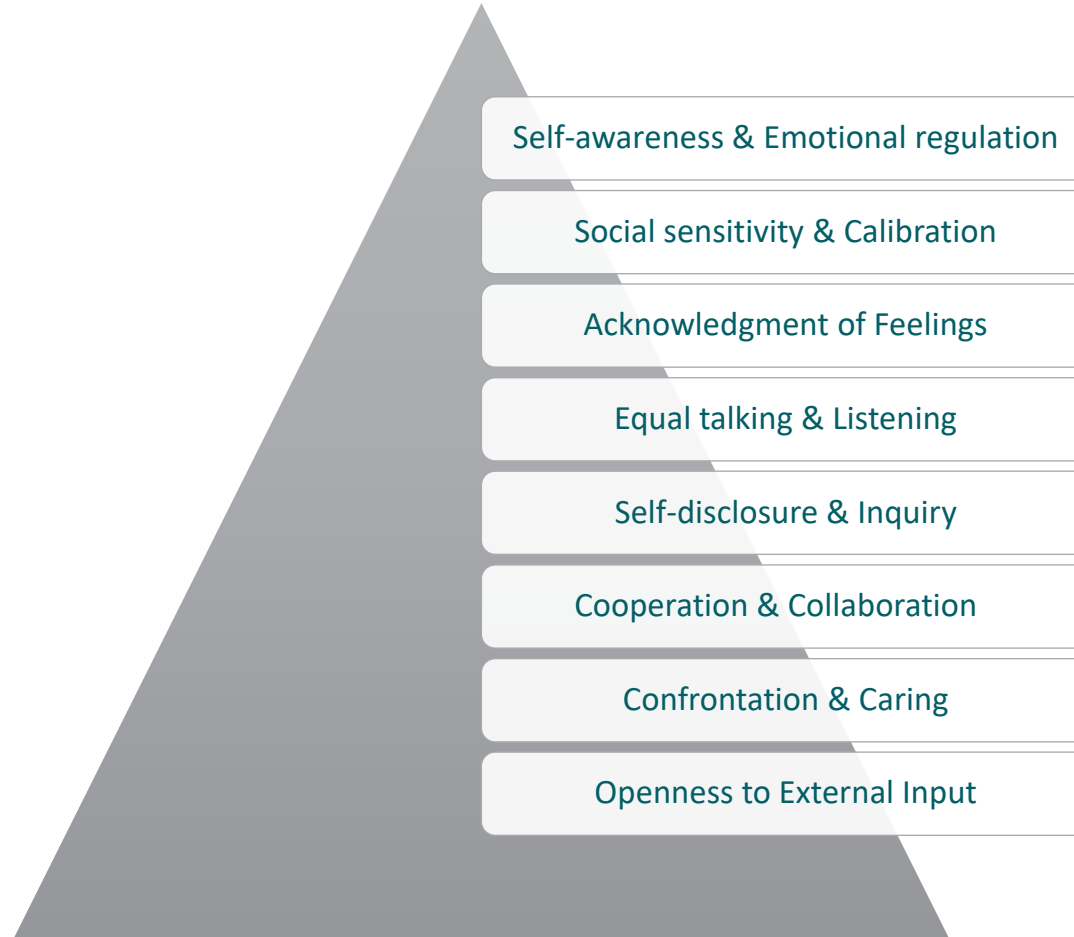 Self-awareness & Emotional regulation
Social sensitivity & Calibration
Acknowledgment of Feelings
Equal talking & Listening
Self-disclosure & Inquiry
Cooperation & Collaboration
Confrontation & Caring
Openness to External Input